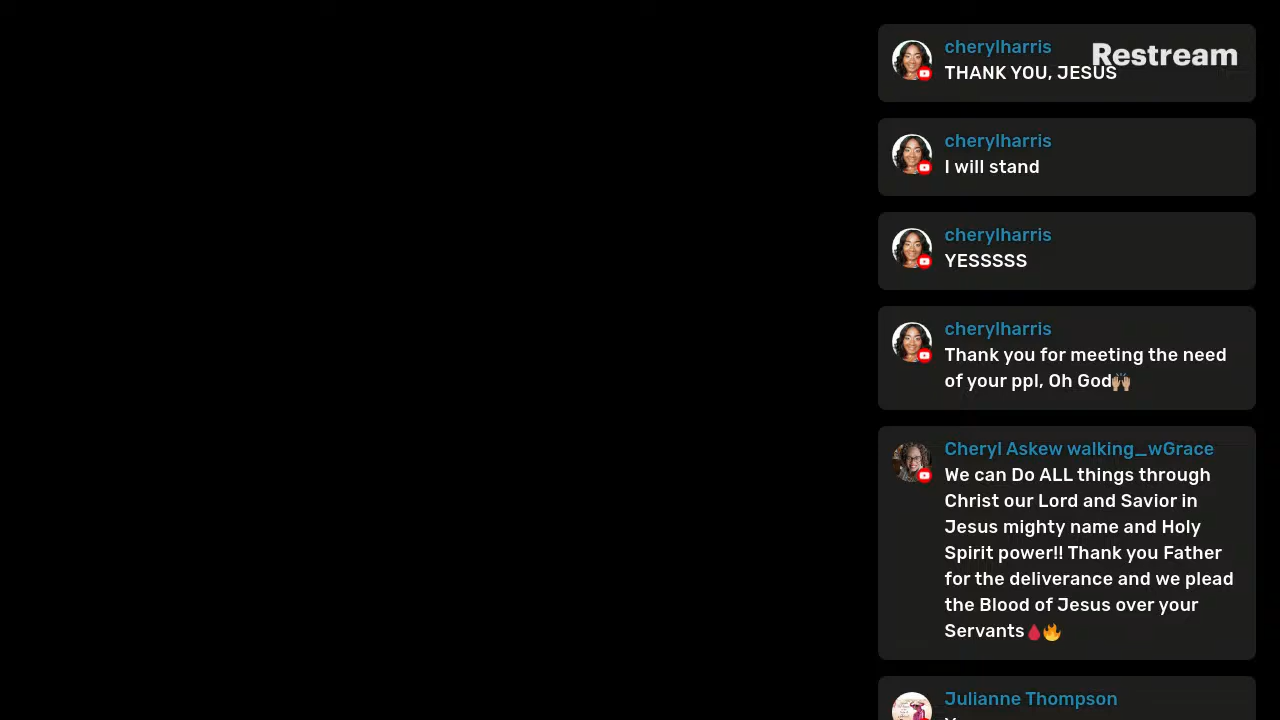 cherylharris
Restream
THANK YOU, JESUS
cherylharris
I will stand
cherylharris
YESSSSS
cherylharris
Thank you for meeting the need
of your ppl, Oh God🙌🏽
Cheryl Askew walking_wGrace
We can Do ALL things through
Christ our Lord and Savior in
Jesus mighty name and Holy
Spirit power!! Thank you Father
for the deliverance and we plead
the Blood of Jesus over your
Servants🩸🔥
Julianne Thompson